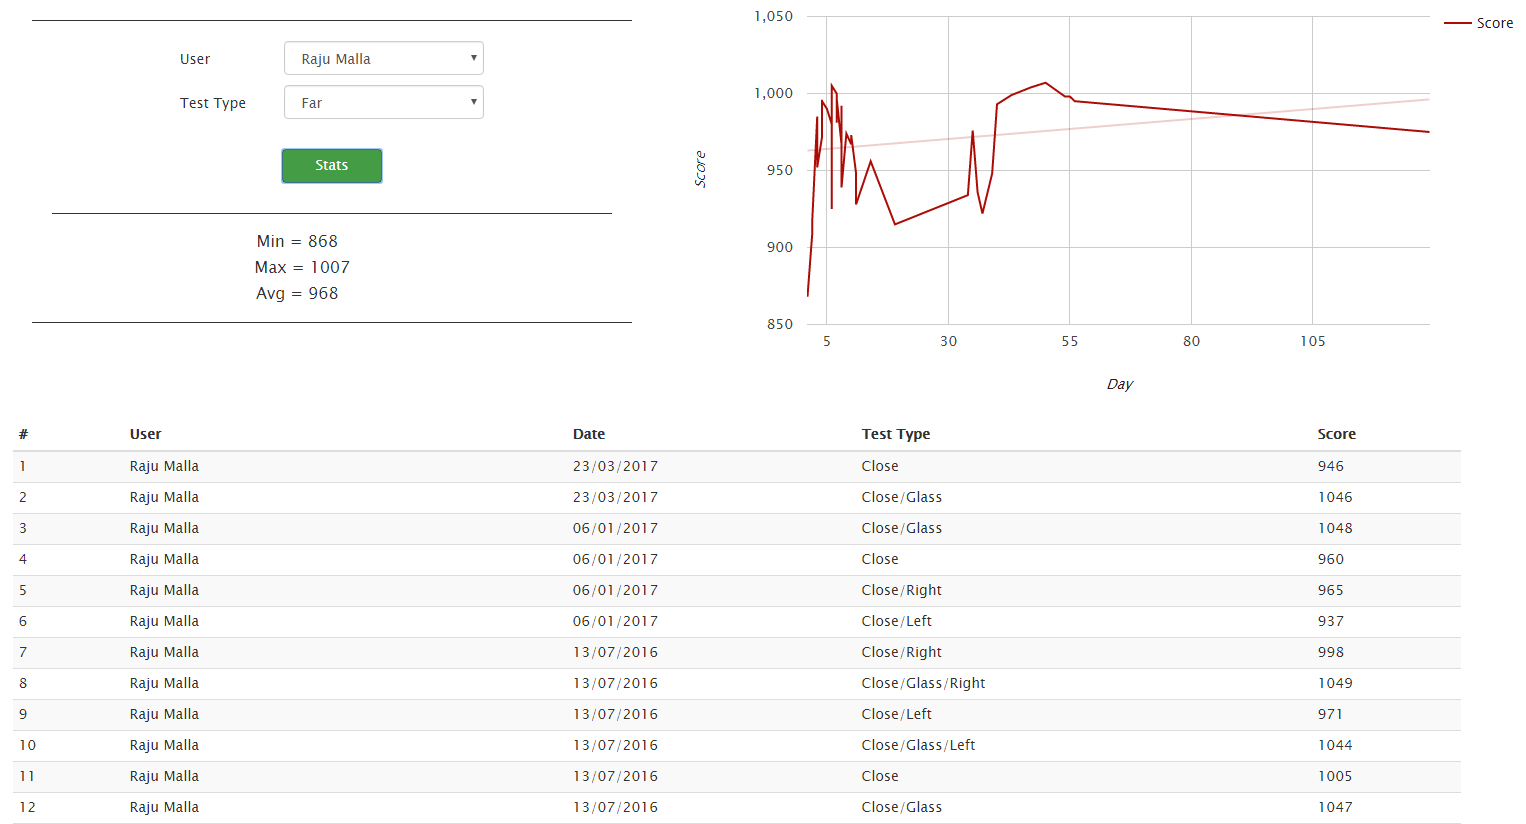 User Raju Malla
Test Type Far
Stats
Min = 868
Max = 1007
Avg = 968
1,050
1,000
950
900
850
Score
5 30 55 80 105
Day
Score
# User Date Test Type Score
1 Raju Malla 23/03/2017 Close 946
2 Raju Malla 23/03/2017 Close/Glass 1046
3 Raju Malla 06/01/2017 Close/Glass 1048
4 Raju Malla 06/01/2017 Close 960
5 Raju Malla 06/01/2017 Close/Right 965
6 Raju Malla 06/01/2017 Close/Left 937
7 Raju Malla 13/07/2016 Close/Right 998
8 Raju Malla 13/07/2016 Close/Glass/Right 1049
9 Raju Malla 13/07/2016 Close/Left 971
10 Raju Malla 13/07/2016 Close/Glass/Left 1044
11 Raju Malla 13/07/2016 Close 1005
12 Raju Malla 13/07/2016 Close/Glass 1047